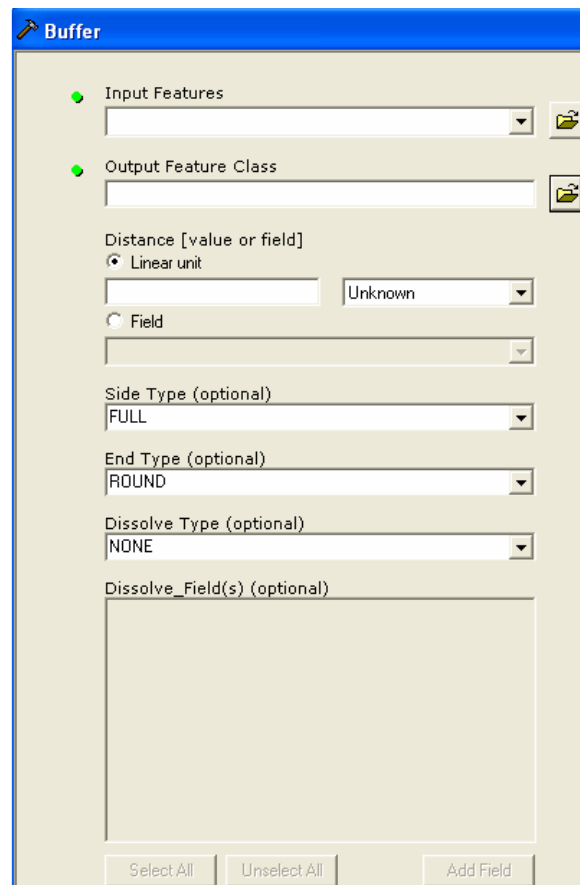 Buffer
Input Features
Output Feature Class
Distance [value or field]
Linear unit
Unknown
Field
Side Type (optional)
FULL
End Type (optional)
ROUND
Dissolve Type (optional)
NONE
Dissolve_Field(s) (optional)
Select All Unselect All Add Field